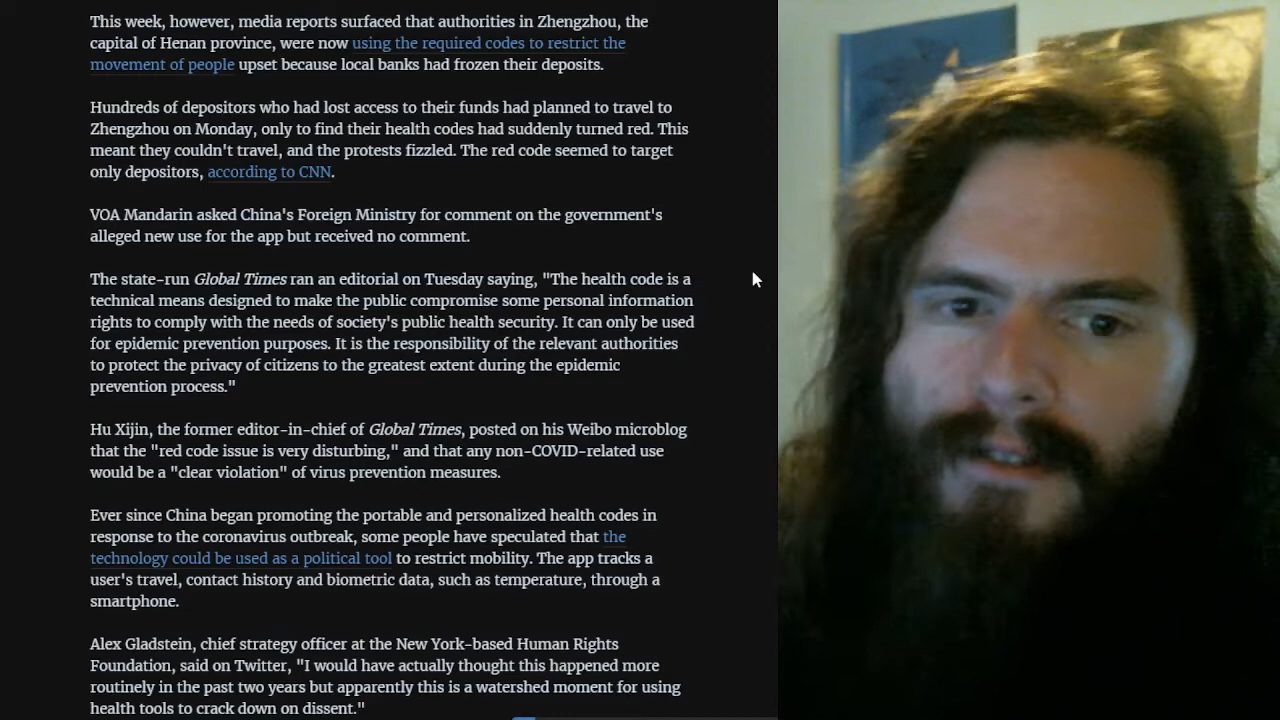 This week, however, media reports surfaced that authorities in Zhengzhou, the
capital of Henan province, were now using the required codes to restrict the
movement of people upset because local banks had frozen their deposits.
Hundreds of depositors who had lost access to their funds had planned to travel to
Zhengzhou on Monday, only to find their health codes had suddenly turned red. This
meant they couldn't travel, and the protests fizzled. The red code seemed to target
only depositors, according to CNN.
VOA Mandarin asked China's Foreign Ministry for comment on the government's
alleged new use for the app but received no comment.
The state-run Global Times ran an editorial on Tuesday saying, "The health code is a
technical means designed to make the public compromise some personal information
rights to comply with the needs of society's public health security. It can only be used
for epidemic prevention purposes. It is the responsibility of the relevant authorities
to protect the privacy of citizens to the greatest extent during the epidemic
prevention process."
Hu Xijin, the former editor-in-chief of Global Times, posted on his Weibo microblog
that the "red code issue is very disturbing," and that any non-COVID-related use
would be a "clear violation" of virus prevention measures.
Ever since China began promoting the portable and personalized health codes in
response to the coronavirus outbreak, some people have speculated that the
technology could be used as a political tool to restrict mobility. The app tracks a
user's travel, contact history and biometric data, such as temperature, through a
smartphone.
Alex Gladstein, chief strategy officer at the New York-based Human Rights
Foundation, said on Twitter, "I would have actually thought this happened more
routinely in the past two years but apparently this is a watershed moment for using
health tools to crack down on dissent."